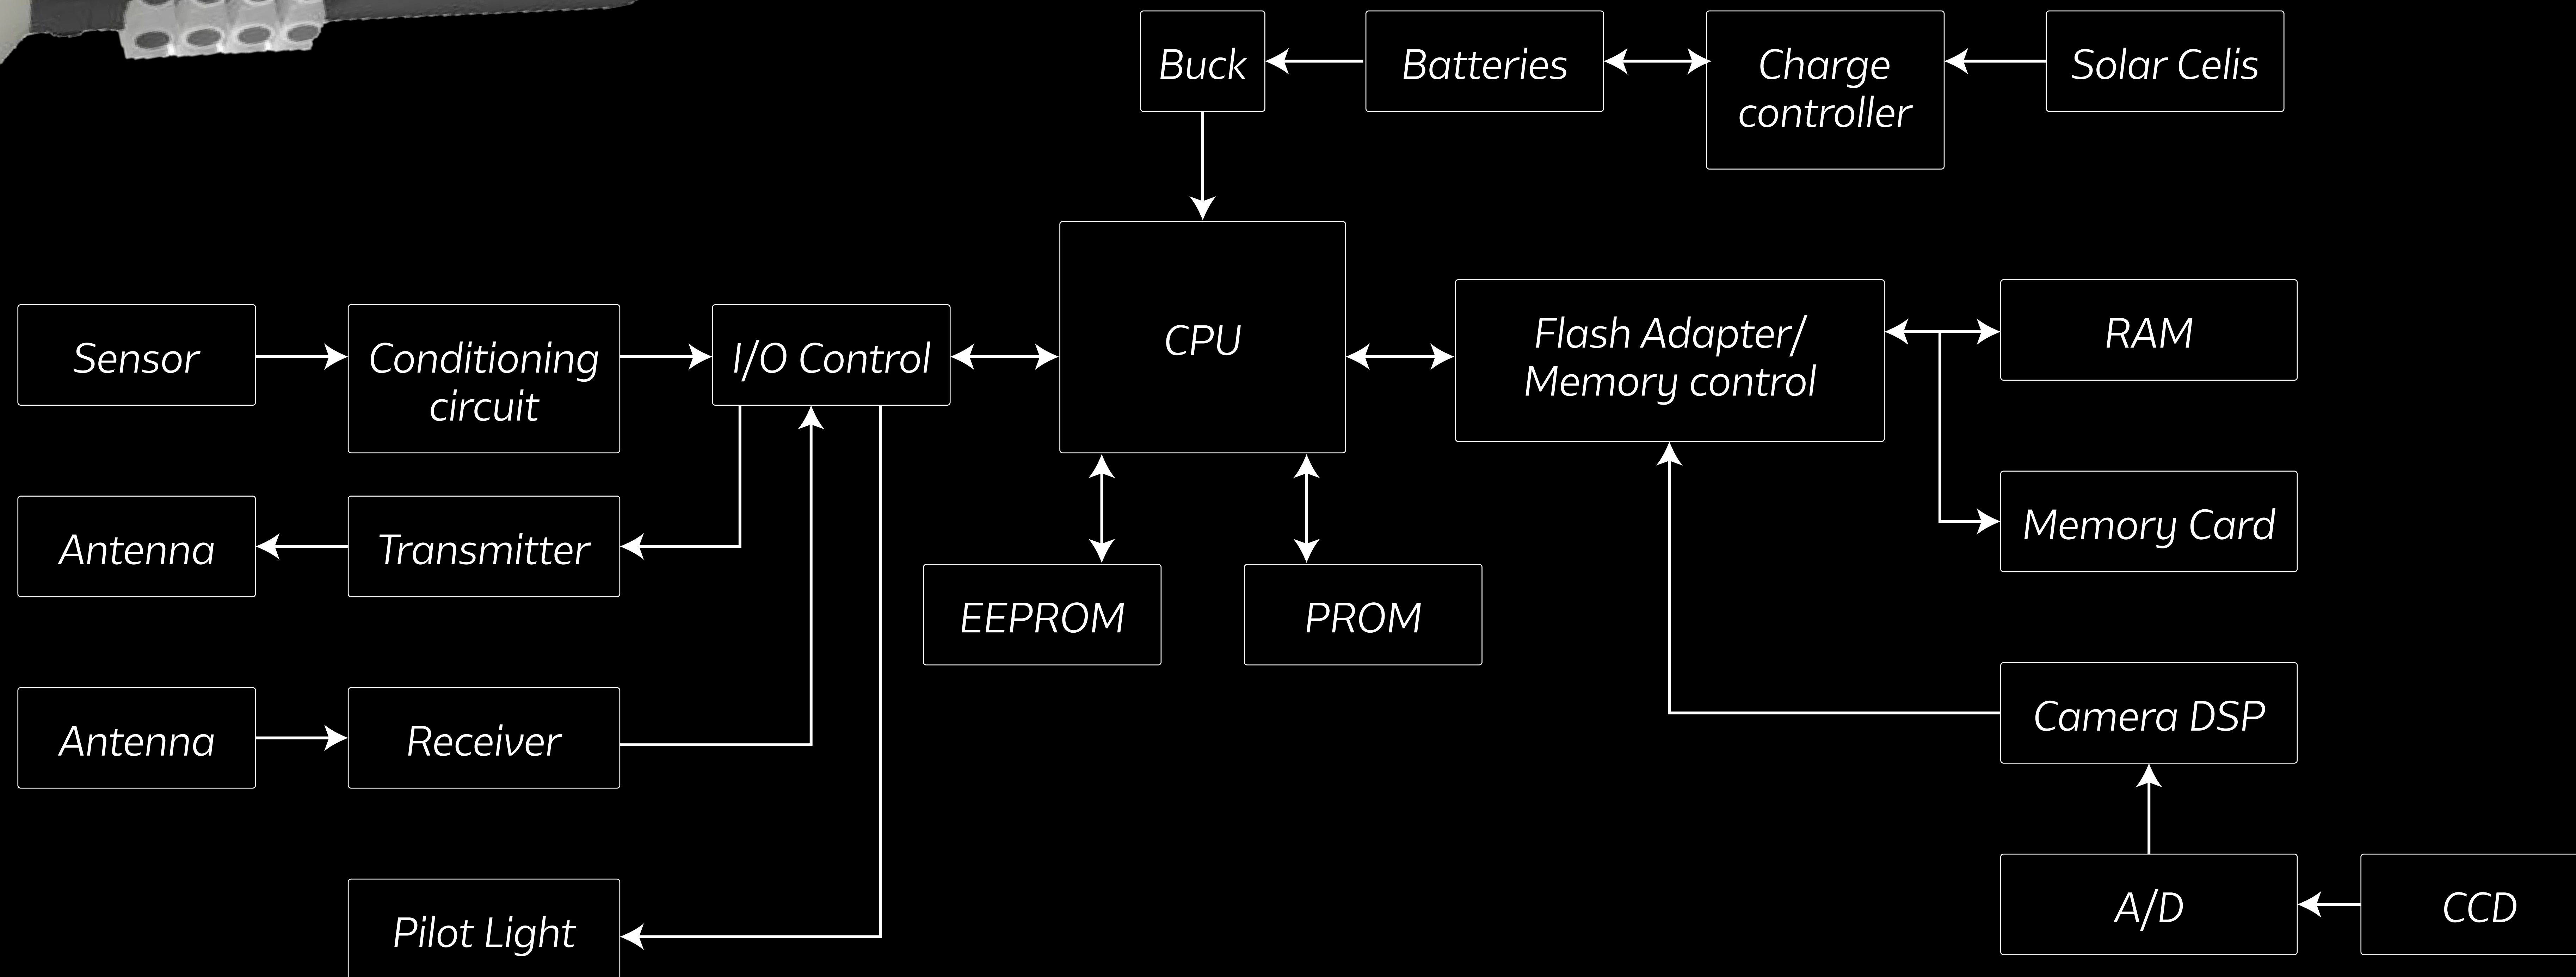 Buck
Batteries
Charge
controller
Solar Celis
CPU
Sensor
Conditioning
circuit
I/O Control
Flash Adapter/
Memory control
RAM
Antenna
Transmitter
Memory Card
EEPROM
PROM
Antenna
Receiver
Camera DSP
Pilot Light
A/D
CCD